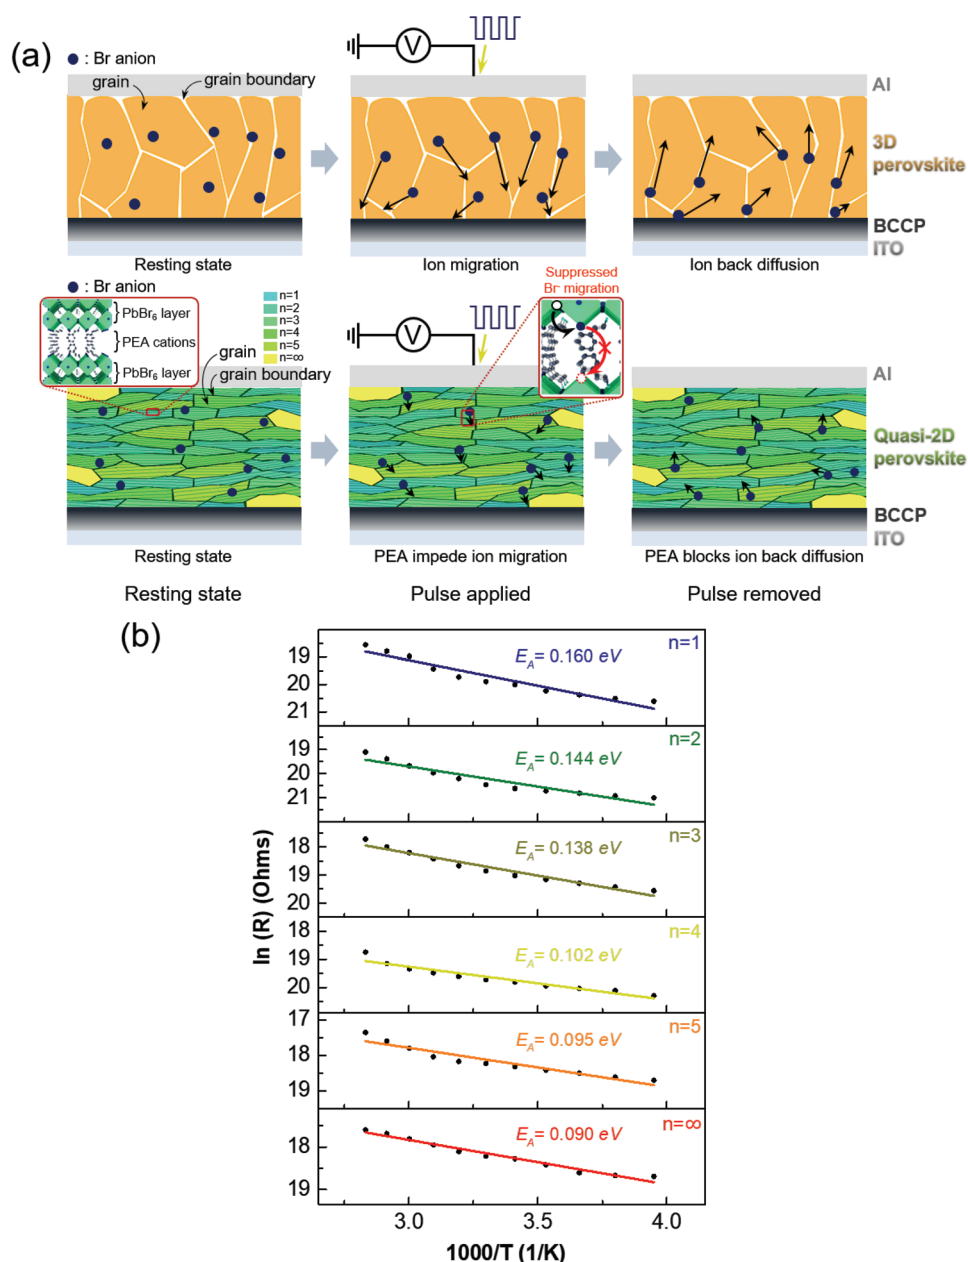 (a)
: Br anion
grain
grain boundary
V
Al
3D
perovskite
BCCP
ITO
Resting state
Ion migration
Ion back diffusion
: Br anion
PbBr6 layer
PEA cations
PbBr6 layer
n=1
n=2
n=3
n=4
n=5
n=∞
grain
grain boundary
V
Suppressed
Br- migration
Al
Quasi-2D
perovskite
BCCP
ITO
Resting state
PEA impede ion migration
PEA blocks ion back diffusion
Resting state
Pulse applied
Pulse removed
(b)
ln (R) (Ohms)
19
20
21
EA= 0.160 eV
n=1
19
20
21
EA= 0.144 eV
n=2
18
19
20
EA= 0.138 eV
n=3
18
19
20
EA= 0.102 eV
n=4
17
18
19
EA= 0.095 eV
n=5
18
19
EA= 0.090 eV
n=∞
3.0 3.5 4.0
1000/T (1/K)